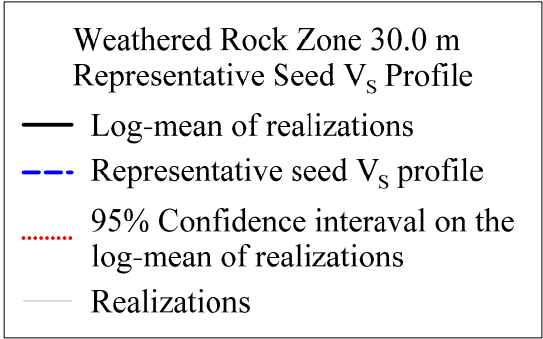 Weathered Rock Zone 30.0 m
Representative Seed VS Profile
Log-mean of realizations
Representative seed VS profile
95% Confidence interaval on the
log-mean of realizations
Realizations